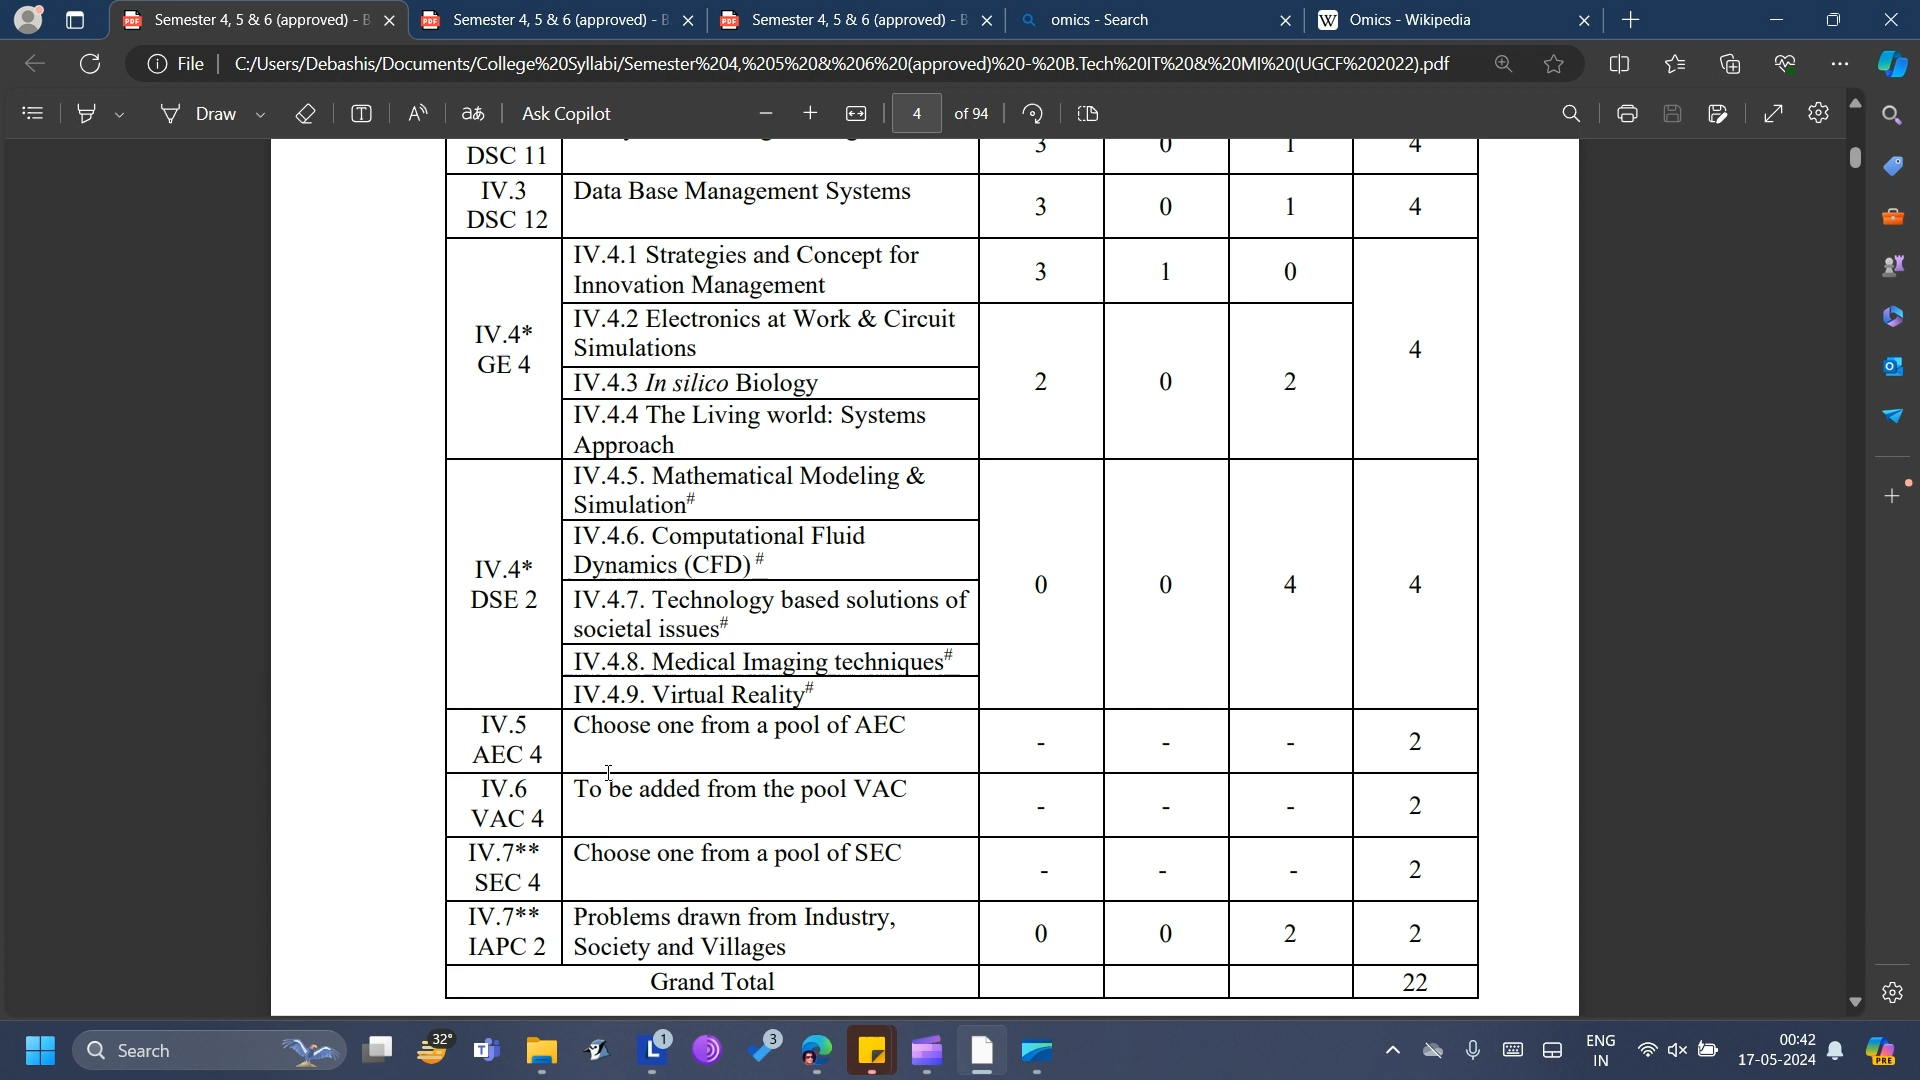 Semester 4, 5 & 6 (approved) - B
Semester 4, 5 & 6 (approved) - B
Semester 4, 5 & 6 (approved) - B
omics - Search
W Omics - Wikipedia
File
C:/Users/Debashis/Documents/College%20Syllabi/Semester%204,%205%20&%206%20(approved)%20-%20B.Tech%20IT%20&%20MI%20(UGCF%202022).pdf
Draw
Ask Copilot
4 of 94
DSC 11
3 0 1 4
IV.3
DSC 12
Data Base Management Systems
3 0 1 4
IV.4*
GE 4
IV.4.1 Strategies and Concept for
Innovation Management
3 1 0
IV.4.2 Electronics at Work & Circuit
Simulations
IV.4.3 In silico Biology
IV.4.4 The Living world: Systems
Approach
2 0 2
4
IV.4*
DSE 2
IV.4.5. Mathematical Modeling &
Simulation#
IV.4.6. Computational Fluid
Dynamics (CFD) #
IV.4.7. Technology based solutions of
societal issues#
IV.4.8. Medical Imaging techniques#
IV.4.9. Virtual Reality#
0 0 4 4
IV.5
AEC 4
Choose one from a pool of AEC
- - - 2
IV.6
VAC 4
To be added from the pool VAC
- - - 2
IV.7**
SEC 4
Choose one from a pool of SEC
- - - 2
IV.7**
IAPC 2
Problems drawn from Industry,
Society and Villages
0 0 2 2
Grand Total 22
Search
32°
1
3
ENG
IN
00:42
17-05-2024
PRE